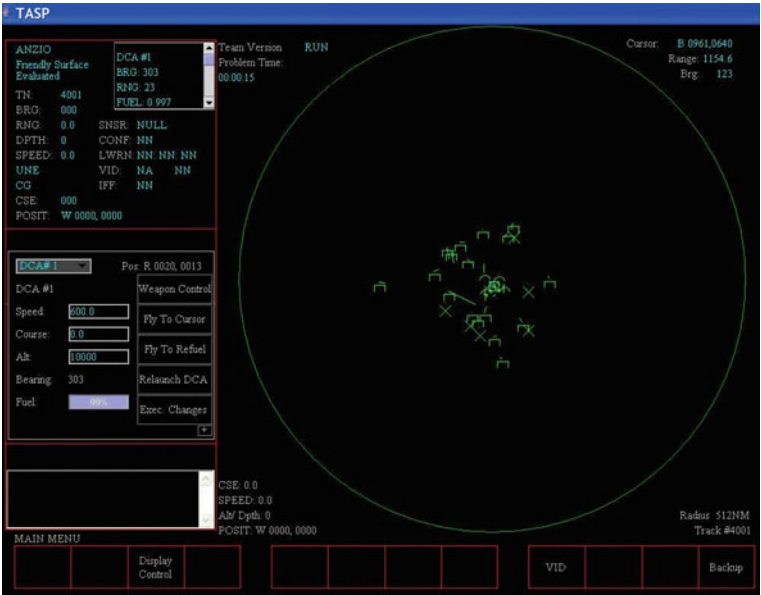 TASP
ANZIO
Friendly Surface
Evaluated
TN: 4001
BRG: 000
RNG: 0.0 SNSR: NULL
DPTH: 0 CONF: NN
SPEED: 0.0 LWRN: NN: NN: NN
UNE VID: NA NN
CG IFF: NN
CSE: 000
POSIT: W 0000, 0000
DCA #1
BRG: 303
RNG: 23
FUEL: 0.997
Team Version RUN
Problem Time:
00:00:15
Cursor: B 0961,0640
Range: 1154.6
Brg: 123
DCA# 1 Pos: R 0020, 0013
DCA #1 Weapon Control
Speed: 600.0 Fly To Cursor
Course: 0.0
Alt: 10000 Fly To Refuel
Bearing: 303 Relaunch DCA
Fuel: 99% Exec. Changes
+
CSE: 0.0
SPEED: 0.0
Alt/ Dpth: 0
POSIT: W 0000, 0000
Radius 512NM
Track #4001
MAIN MENU
Display
Control
VID
Backup